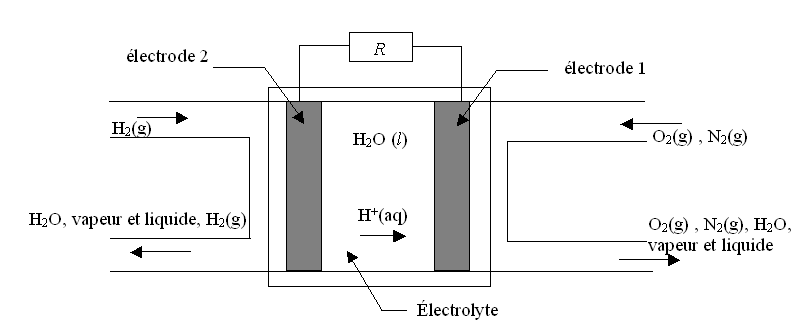 R
électrode 2
électrode 1
H₂(g)
H₂O (l)
O₂(g) , N₂(g)
H₂O, vapeur et liquide, H₂(g)
H⁺(aq)
O₂(g) , N₂(g), H₂O,
vapeur et liquide
Électrolyte